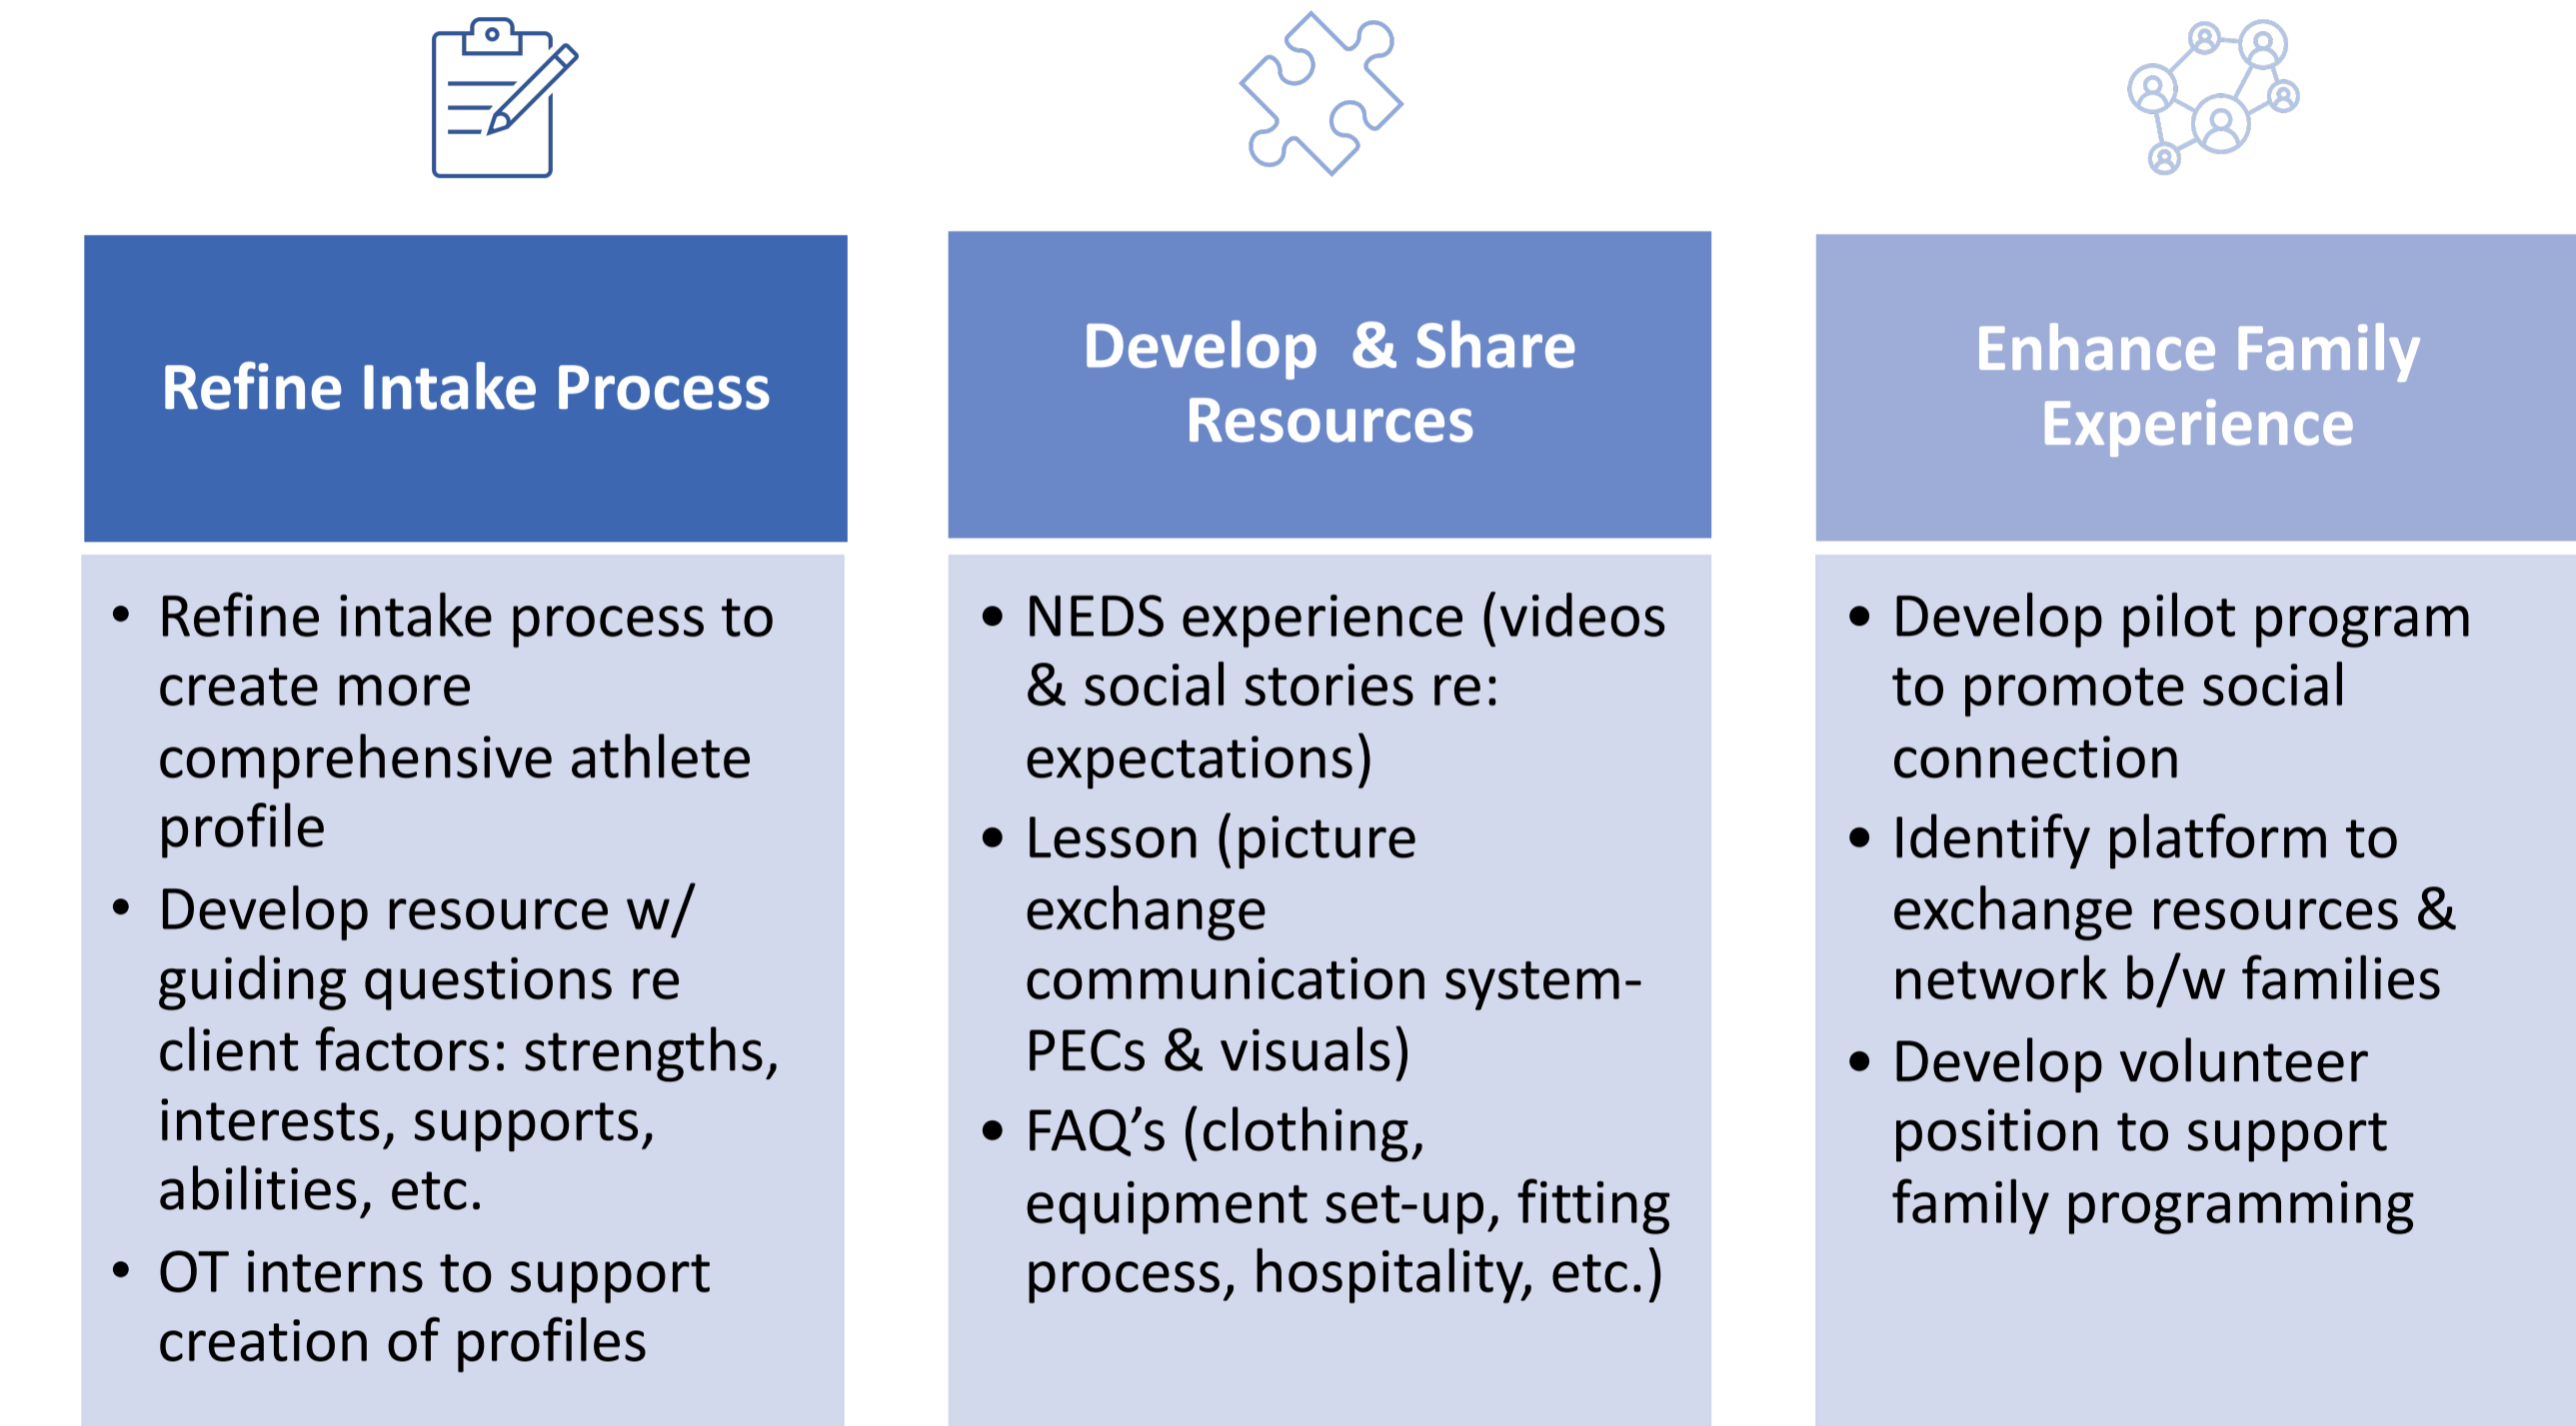 Refine Intake Process
• Refine intake process to
create more
comprehensive athlete
profile
• Develop resource w/
guiding questions re
client factors: strengths,
interests, supports,
abilities, etc.
• OT interns to support
creation of profiles
Develop  & Share
Resources
• NEDS experience (videos
& social stories re:
expectations)
• Lesson (picture
exchange
communication system-
PECs & visuals)
• FAQ’s (clothing,
equipment set-up, fitting
process, hospitality, etc.)
Enhance Family
Experience
• Develop pilot program
to promote social
connection
• Identify platform to
exchange resources &
network b/w families
• Develop volunteer
position to support
family programming